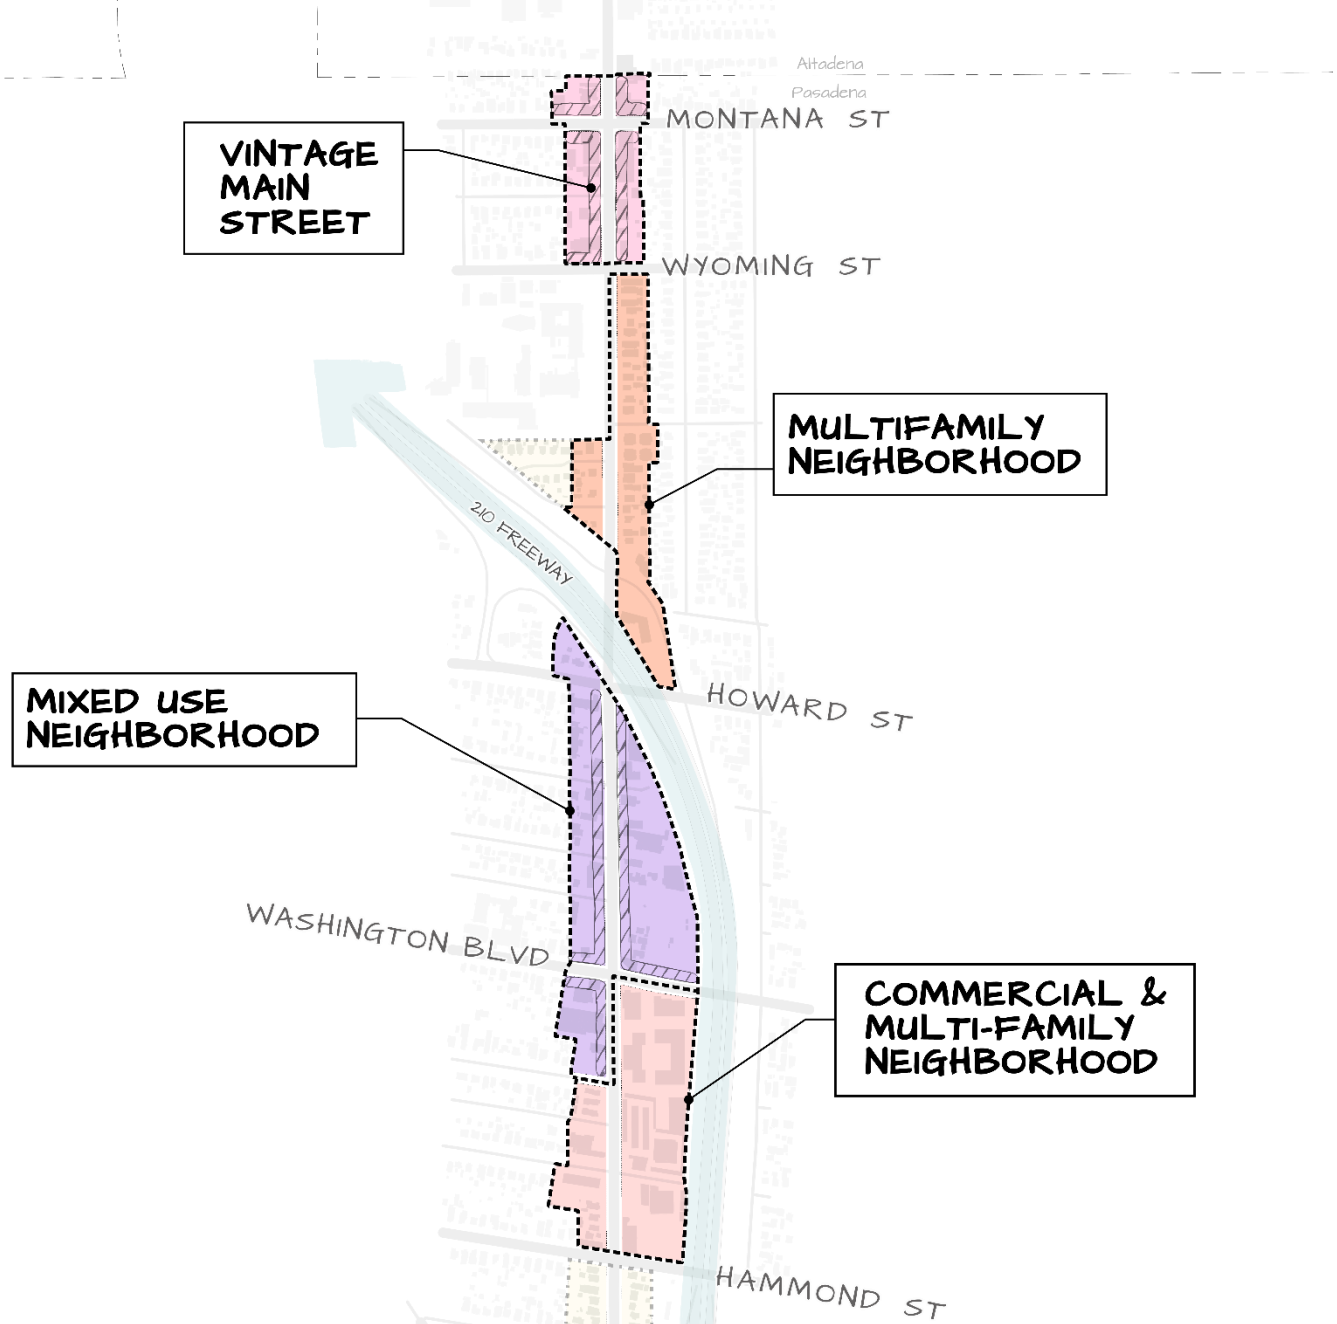 Altadena
Pasadena
MONTANA ST
VINTAGE
MAIN
STREET
WYOMING ST
MULTIFAMILY
NEIGHBORHOOD
210 FREEWAY
MIXED USE
NEIGHBORHOOD
HOWARD ST
WASHINGTON BLVD
COMMERCIAL &
MULTI-FAMILY
NEIGHBORHOOD
HAMMOND ST